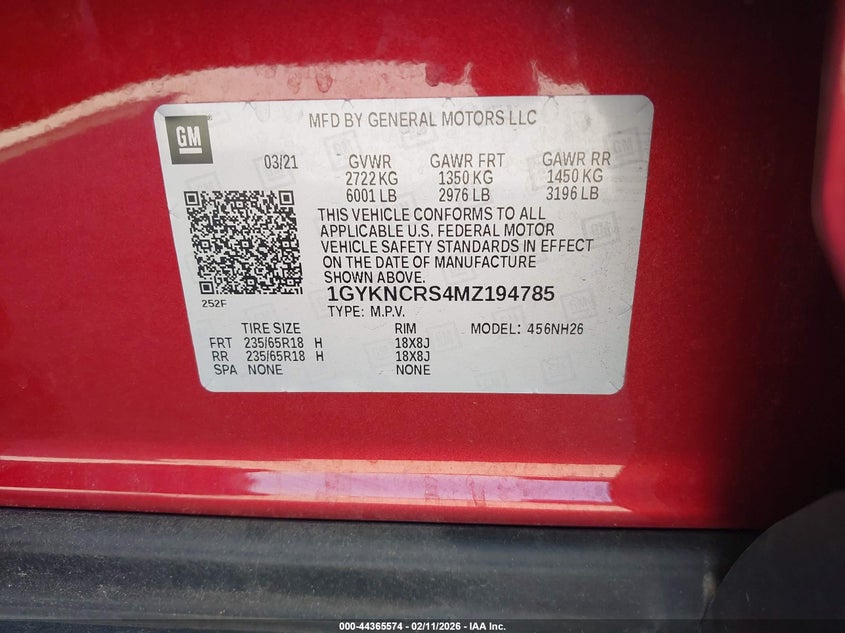 GM
MFD BY GENERAL MOTORS LLC
03/21 GVWR GAWR FRT GAWR RR
2722 KG 1350 KG 1450 KG
6001 LB 2976 LB 3196 LB
THIS VEHICLE CONFORMS TO ALL
APPLICABLE U.S. FEDERAL MOTOR
VEHICLE SAFETY STANDARDS IN EFFECT
ON THE DATE OF MANUFACTURE
SHOWN ABOVE.
252F
1GYKNCRS4MZ194785
TYPE: M.P.V.
TIRE SIZE RIM MODEL: 456NH26
FRT 235/65R18 H 18X8J
RR 235/65R18 H 18X8J
SPA NONE NONE
000-44365574 — 02/11/2026 — IAA Inc.